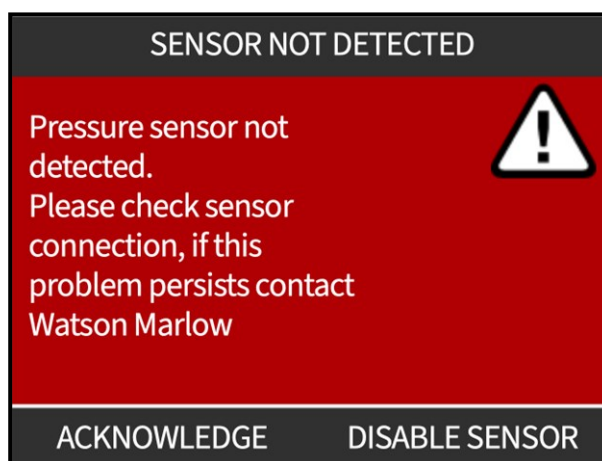 SENSOR NOT DETECTED
Pressure sensor not
detected.
Please check sensor
connection, if this
problem persists contact
Watson Marlow
ACKNOWLEDGE DISABLE SENSOR